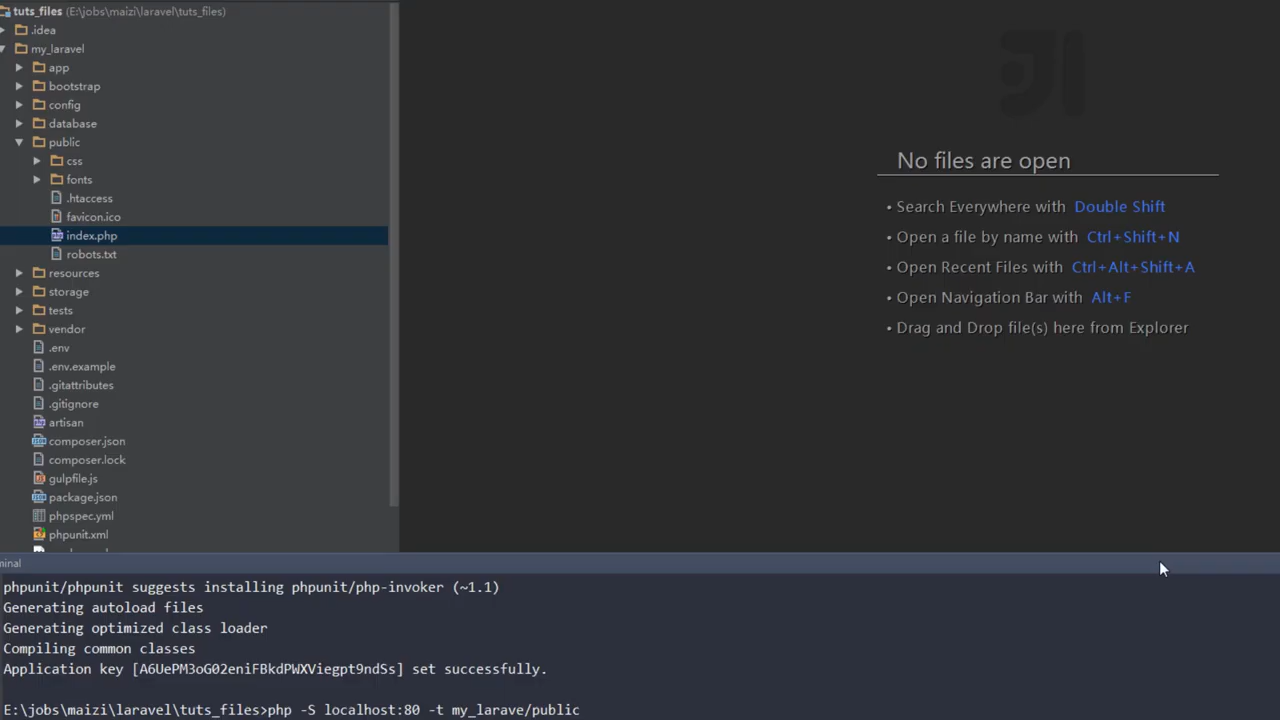 tuts_files (E:\jobs\maizi\laravel\tuts_files)
.idea
my_laravel
app
bootstrap
config
database
public
css
fonts
.htaccess
favicon.ico
index.php
robots.txt
resources
storage
tests
vendor
.env
.env.example
.gitattributes
.gitignore
artisan
composer.json
composer.lock
gulpfile.js
package.json
phpspec.yml
phpunit.xml
No files are open
• Search Everywhere with Double Shift
• Open a file by name with Ctrl+Shift+N
• Open Recent Files with Ctrl+Alt+Shift+A
• Open Navigation Bar with Alt+F
• Drag and Drop file(s) here from Explorer
minal
phpunit/phpunit suggests installing phpunit/php-invoker (~1.1)
Generating autoload files
Generating optimized class loader
Compiling common classes
Application key [A6UePM3oG02eniFBkdPWXViegpt9ndSs] set successfully.
E:\jobs\maizi\laravel\tuts_files>php -S localhost:80 -t my_larave/public